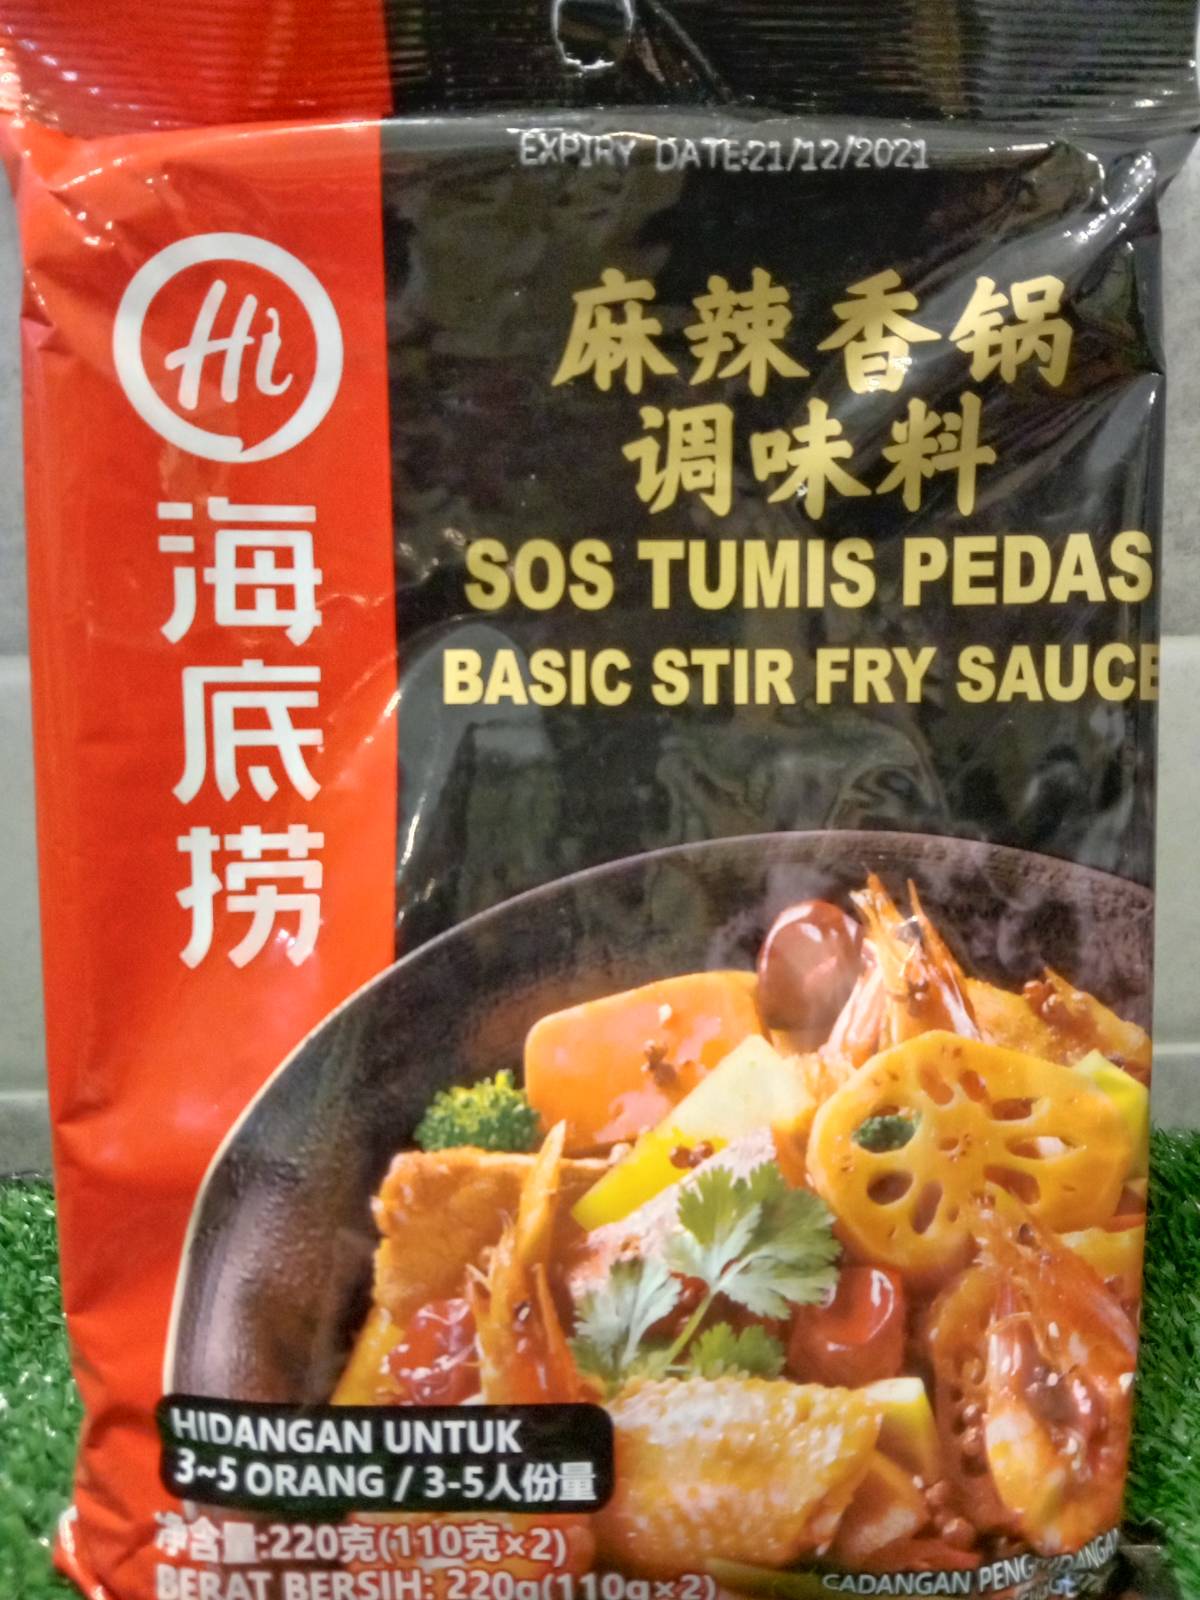 EXPIRY DATE:21/12/2021
Hi
海底捞
麻辣香锅
调味料
SOS TUMIS PEDAS
BASIC STIR FRY SAUCE
HIDANGAN UNTUK
3~5 ORANG / 3-5人份量
净含量:220克(110克×2)
BERAT BERSIH: 220g(110g×2)
CADANGAN PENGHIDANGAN